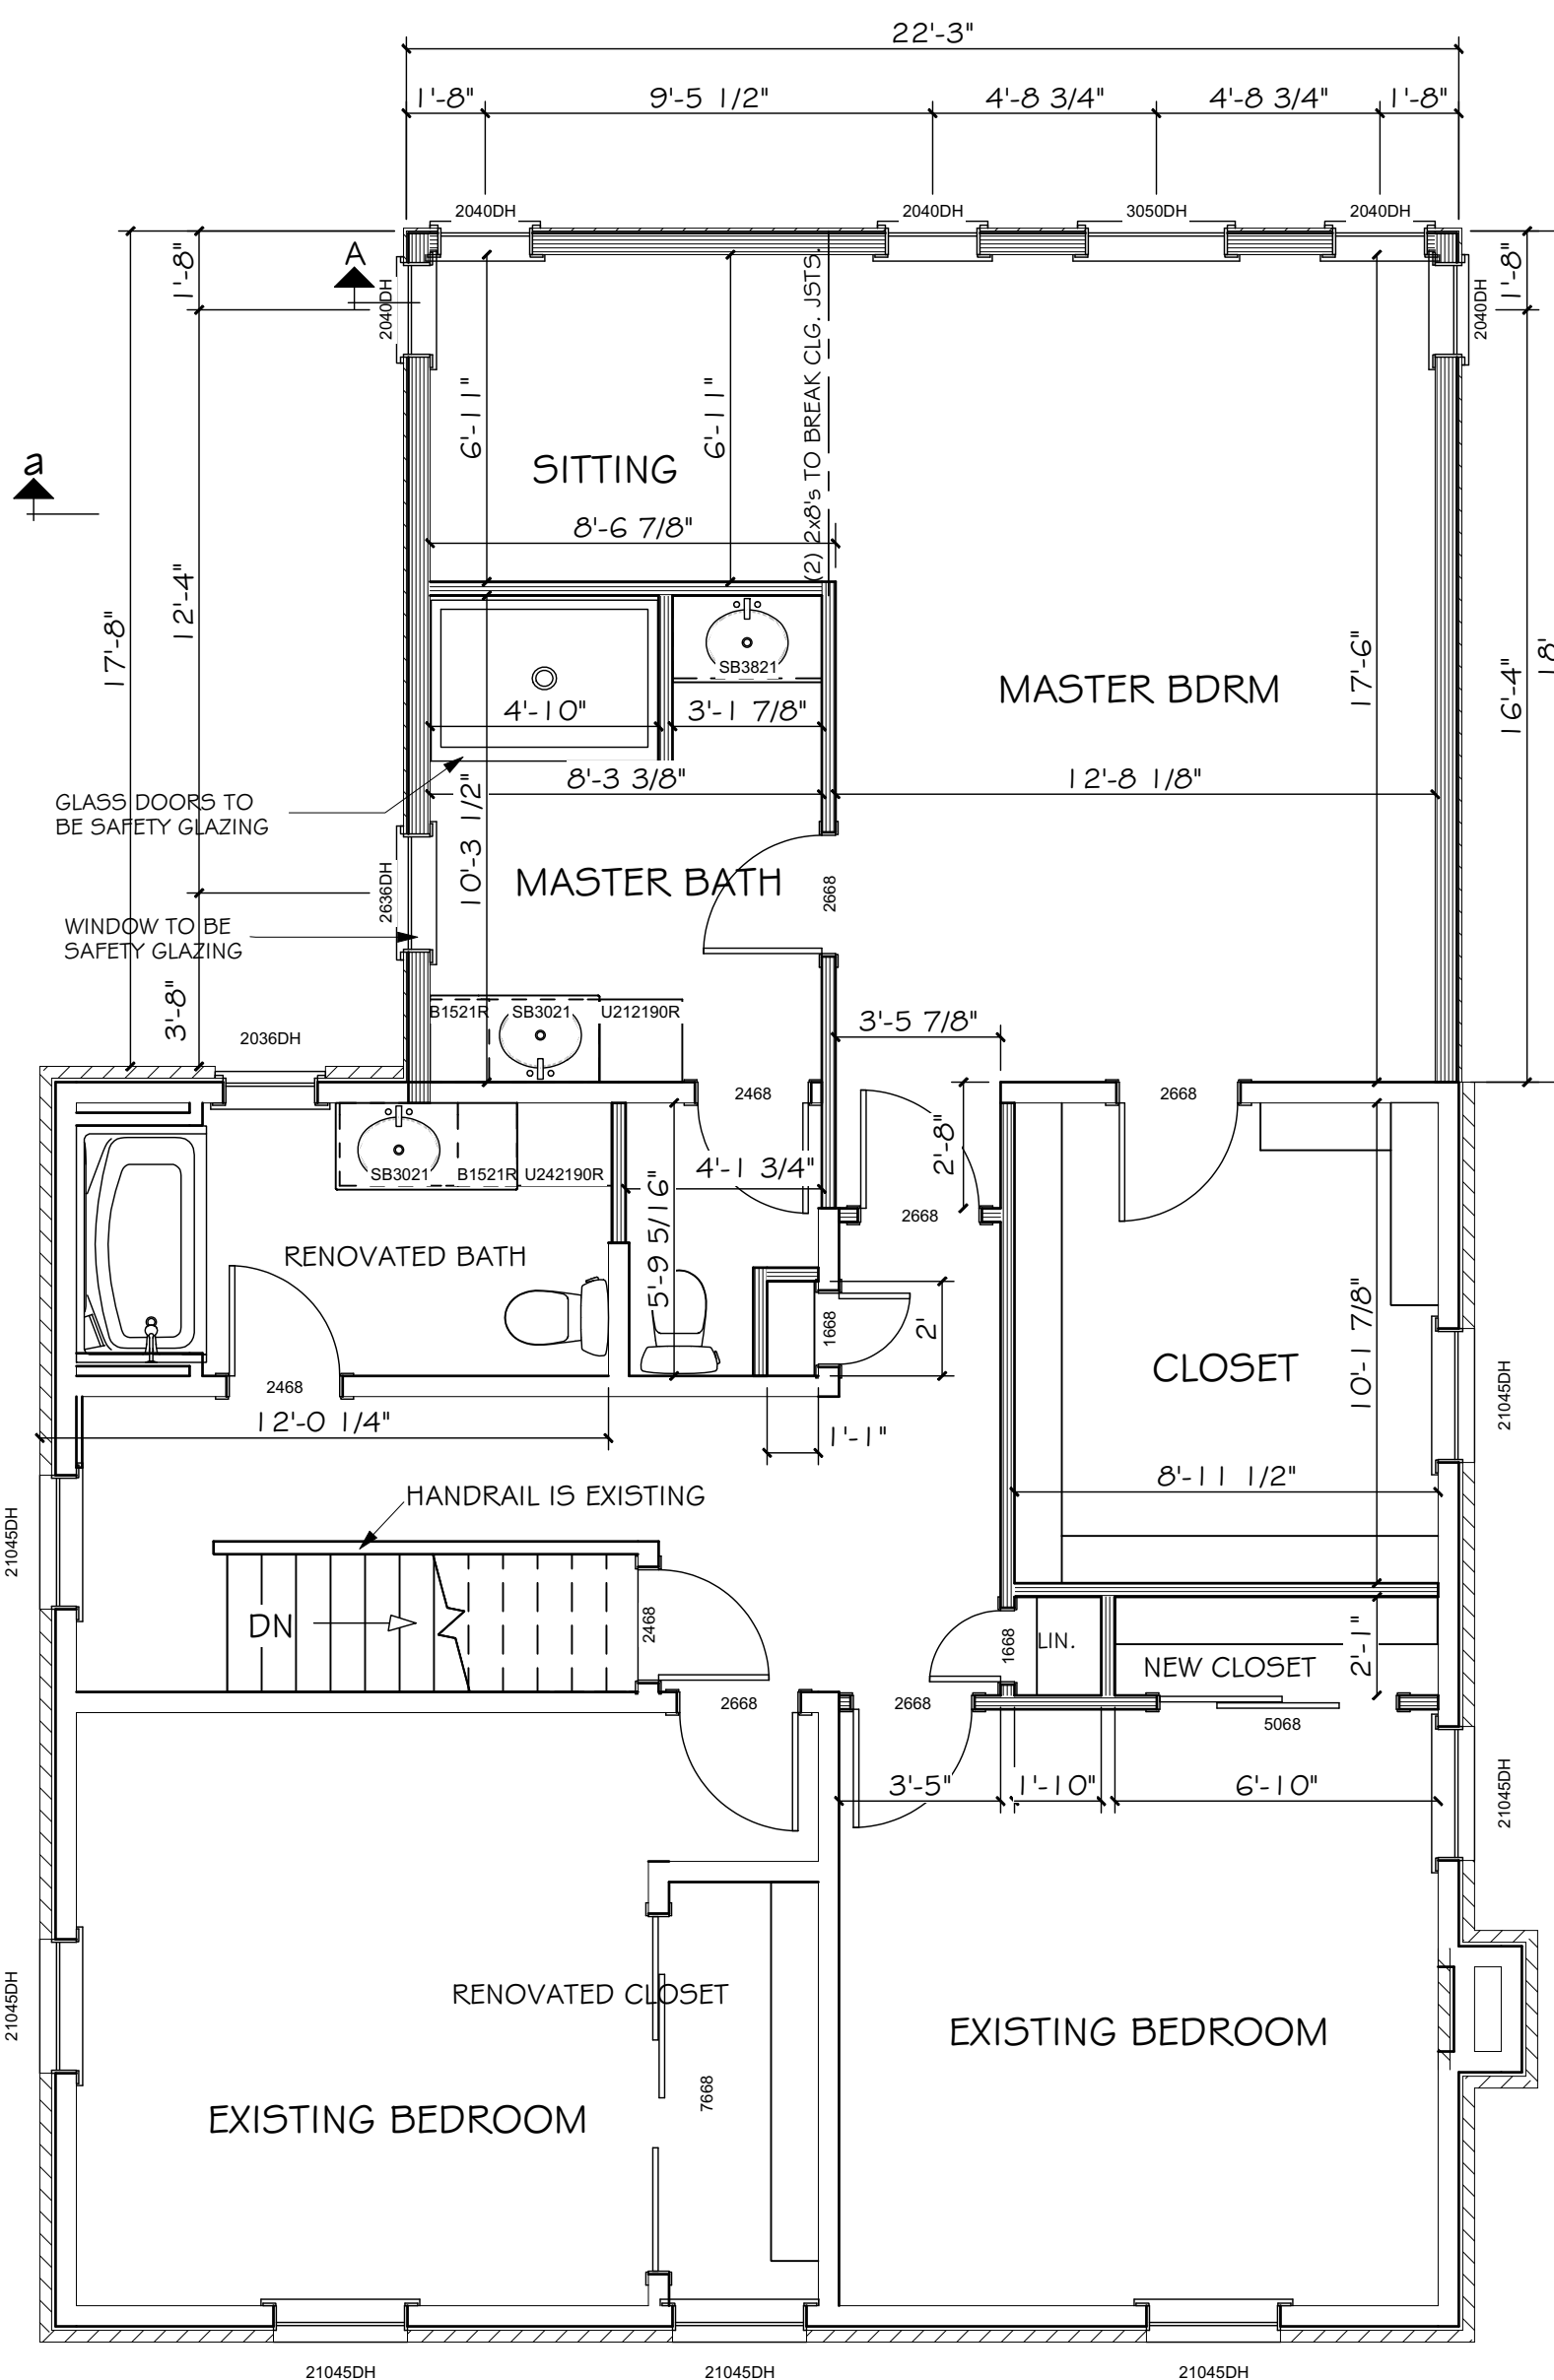 22'-3"
1'-8"
9'-5 1/2"
4'-8 3/4"
4'-8 3/4"
1'-8"
2040DH
2040DH
3050DH
2040DH
A
a
1'-8"
2040DH
17'-8"
12'-4"
3'-8"
6'-11"
6'-11"
(2) 2x8's TO BREAK CLG. JSTS.
2040DH
1'-8"
16'-4"
18'
17'-6"
SITTING
8'-6 7/8"
SB3821
MASTER BDRM
4'-10"
3'-1 7/8"
8'-3 3/8"
12'-8 1/8"
GLASS DOORS TO
BE SAFETY GLAZING
10'-3 1/2"
MASTER BATH
2636DH
2668
WINDOW TO BE
SAFETY GLAZING
2036DH
B1521R
SB3021
U212190R
3'-5 7/8"
2468
2668
2'-8"
4'-1 3/4"
SB3021
B1521R
U242190R
2668
RENOVATED BATH
5'-9 5/16"
1668
2'
CLOSET
10'-1 7/8"
21045DH
2468
12'-0 1/4"
1'-1"
8'-11 1/2"
HANDRAIL IS EXISTING
21045DH
DN
2468
1668
LIN.
NEW CLOSET
2'-1"
2668
2668
5068
3'-5"
1'-10"
6'-10"
21045DH
RENOVATED CLOSET
EXISTING BEDROOM
21045DH
7668
EXISTING BEDROOM
21045DH
21045DH
21045DH